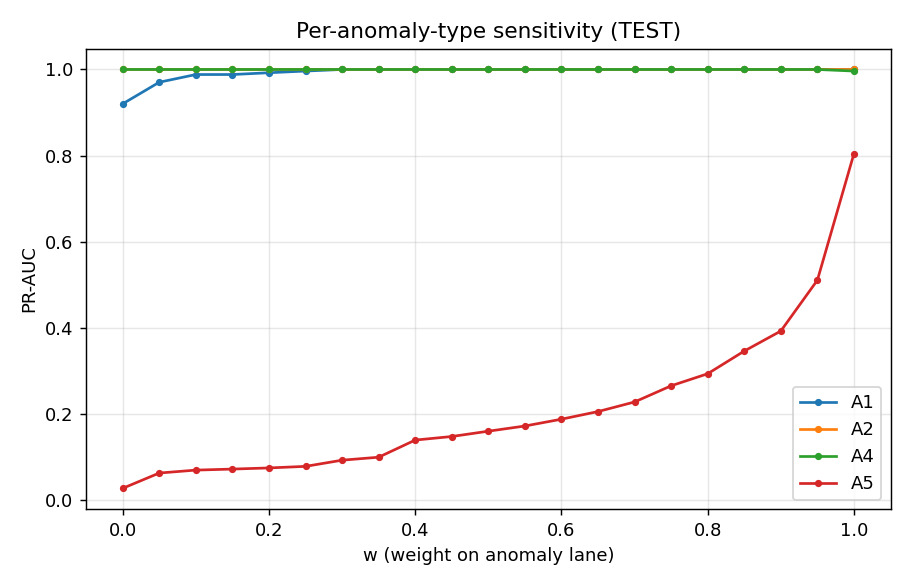 Per-anomaly-type sensitivity (TEST)
PR-AUC
1.0
0.8
0.6
0.4
0.2
0.0
A1
A2
A4
A5
0.0 0.2 0.4 0.6 0.8 1.0
w (weight on anomaly lane)